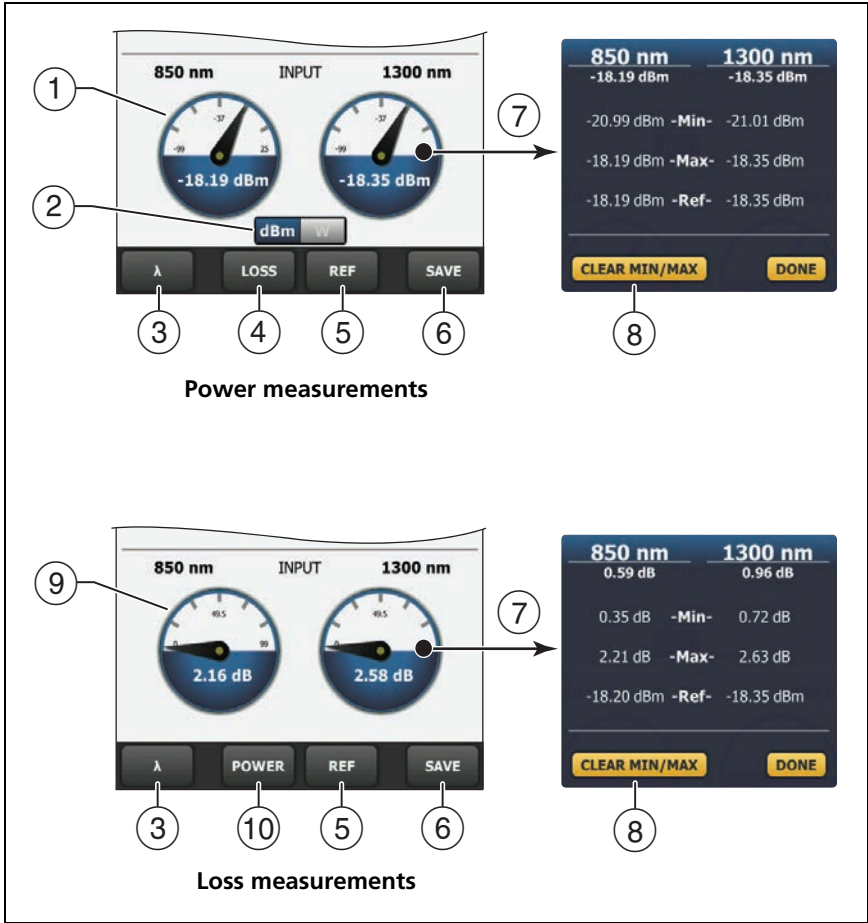 850 nm INPUT 1300 nm
-99 -37 25
-18.19 dBm
-99 -37
-18.35 dBm
dBm W
λ LOSS REF SAVE
1
2
3 4 5 6
7
850 nm 1300 nm
-18.19 dBm -18.35 dBm
-20.99 dBm -Min- -21.01 dBm
-18.19 dBm -Max- -18.35 dBm
-18.19 dBm -Ref- -18.35 dBm
CLEAR MIN/MAX DONE
8
Power measurements
850 nm INPUT 1300 nm
0 49.5 99
2.16 dB
0 49.5
2.58 dB
λ POWER REF SAVE
9
3 10 5 6
7
850 nm 1300 nm
0.59 dB 0.96 dB
0.35 dB -Min- 0.72 dB
2.21 dB -Max- 2.63 dB
-18.20 dBm -Ref- -18.35 dBm
CLEAR MIN/MAX DONE
8
Loss measurements